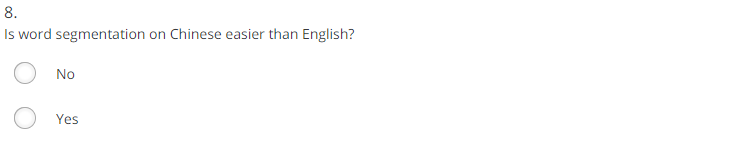 8.
Is word segmentation on Chinese easier than English?
No
Yes